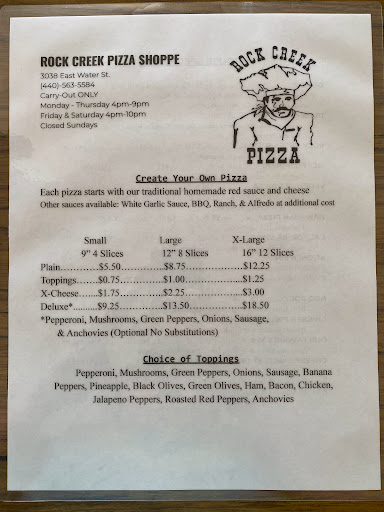 ROCK CREEK PIZZA SHOPPE
3038 East Water St.
(440)-563-5584
Carry-Out ONLY
Monday - Thursday 4pm-9pm
Friday & Saturday 4pm-10pm
Closed Sundays
ROCK CREEK
PIZZA
Create Your Own Pizza
Each pizza starts with our traditional homemade red sauce and cheese
Other sauces available: White Garlic Sauce, BBQ, Ranch, & Alfredo at additional cost
Small Large X-Large
9” 4 Slices 12” 8 Slices 16” 12 Slices
Plain…………$5.50…………….$8.75………………$12.25
Toppings…….$0.75…………….$1.00………………$1.25
X-Cheese…….$1.75…………….$2.25………………$3.00
Deluxe*……...$9.25…………….$13.50…………….$18.50
*Pepperoni, Mushrooms, Green Peppers, Onions, Sausage,
& Anchovies (Optional No Substitutions)
Choice of Toppings
Pepperoni, Mushrooms, Green Peppers, Onions, Sausage, Banana
Peppers, Pineapple, Black Olives, Green Olives, Ham, Bacon, Chicken,
Jalapeno Peppers, Roasted Red Peppers, Anchovies